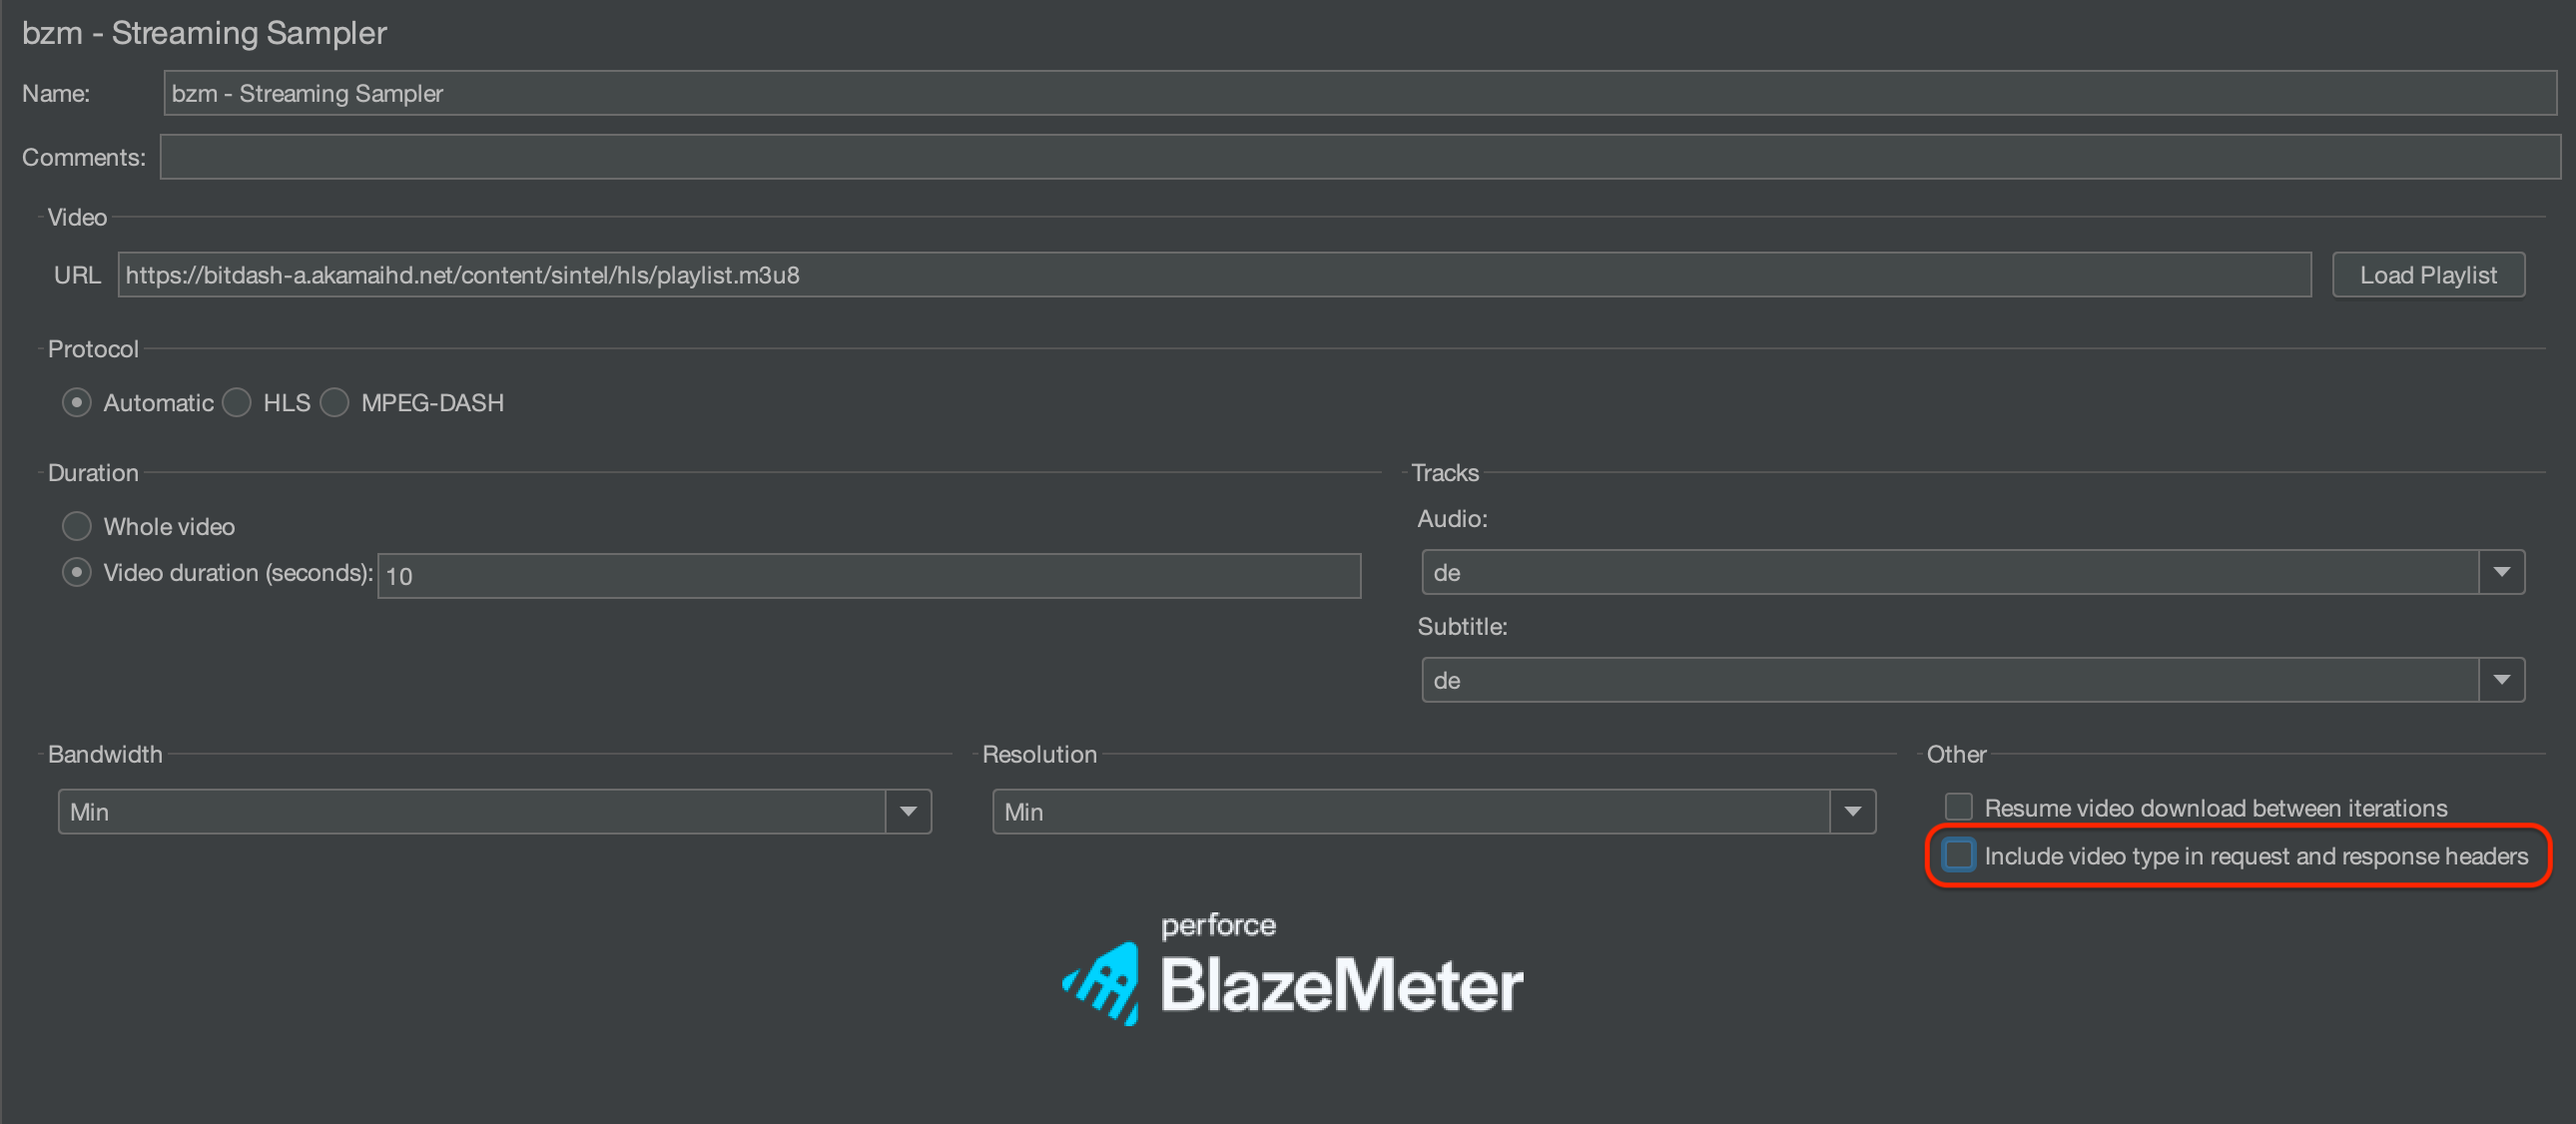 bzm - Streaming Sampler
Name: bzm - Streaming Sampler
Comments:
Video
URL https://bitdash-a.akamaihd.net/content/sintel/hls/playlist.m3u8 Load Playlist
Protocol
Automatic HLS MPEG-DASH
Duration
Whole video
Video duration (seconds): 10
Tracks
Audio:
de
Subtitle:
de
Bandwidth
Min
Resolution
Min
Other
Resume video download between iterations
Include video type in request and response headers
perforce
BlazeMeter